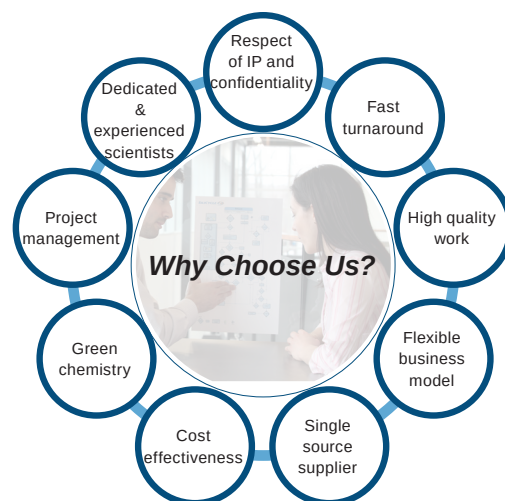 Respect
of IP and
confidentiality
Fast
turnaround
High quality
work
Flexible
business
model
Single
source
supplier
Cost
effectiveness
Green
chemistry
Project
management
Dedicated
&
experienced
scientists
Why Choose Us?